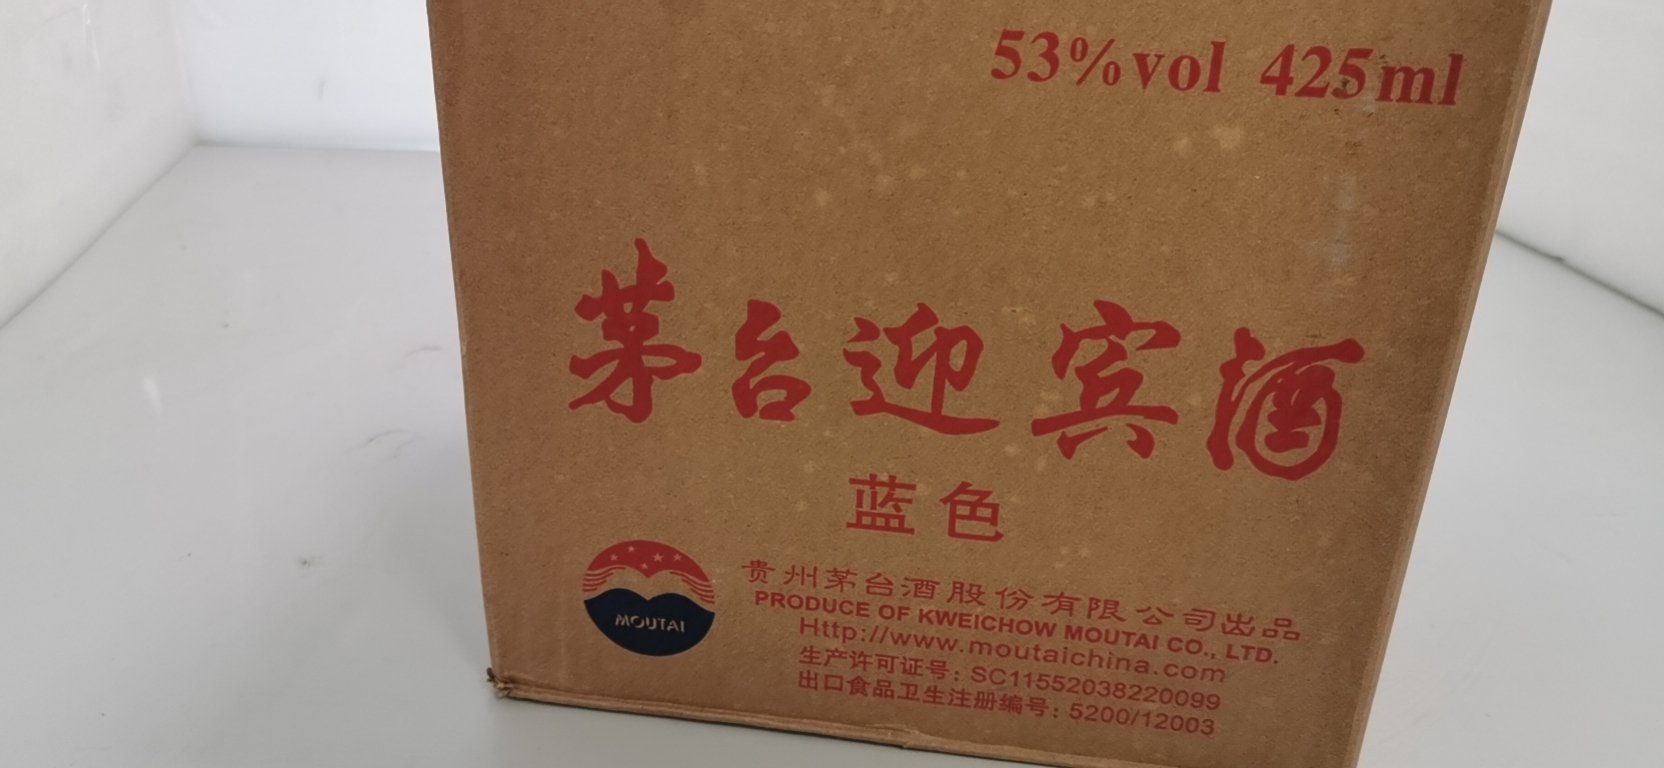 53%vol 425ml
茅台迎宾酒
蓝色
MOUTAI
贵州茅台酒股份有限公司出品
PRODUCE OF KWEICHOW MOUTAI CO., LTD.
Http://www.moutaichina.com
生产许可证号: SC11552038220099
出口食品卫生注册编号: 5200/12003